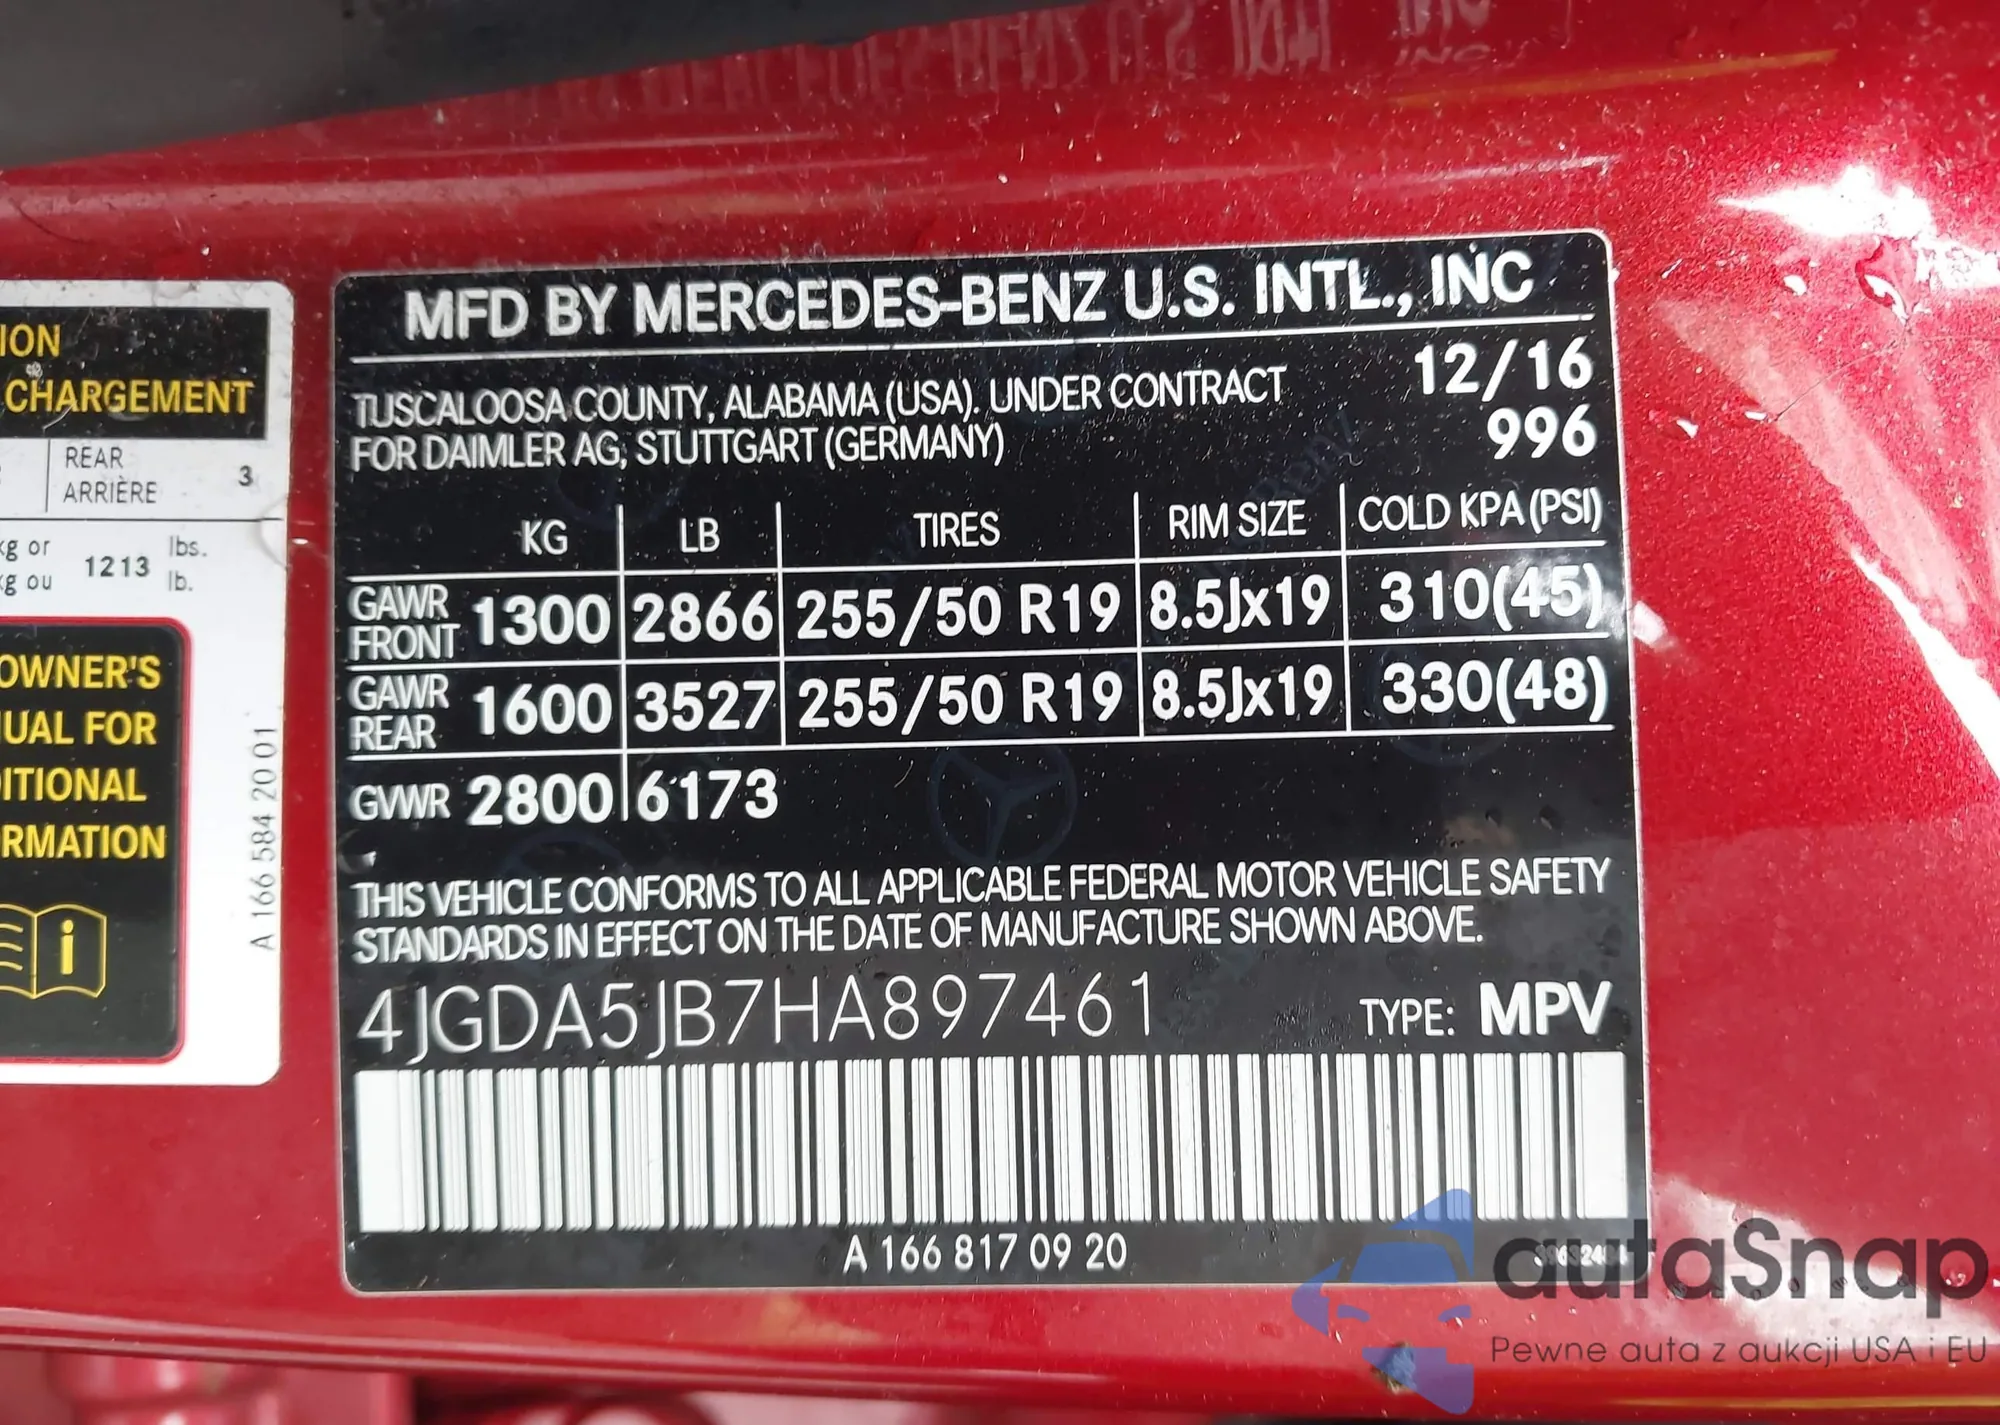 MFD BY MERCEDES-BENZ U.S. INTL., INC
TUSCALOOSA COUNTY, ALABAMA (USA). UNDER CONTRACT
FOR DAIMLER AG, STUTTGART (GERMANY)
12/16
996
KG LB TIRES RIM SIZE COLD KPA (PSI)
GAWR FRONT 1300 2866 255/50 R19 8.5Jx19 310(45)
GAWR REAR 1600 3527 255/50 R19 8.5Jx19 330(48)
GVWR 2800 6173
THIS VEHICLE CONFORMS TO ALL APPLICABLE FEDERAL MOTOR VEHICLE SAFETY
STANDARDS IN EFFECT ON THE DATE OF MANUFACTURE SHOWN ABOVE.
4JGDA5JB7HA897461 TYPE: MPV
A 166 817 09 20
ION
CHARGEMENT
REAR
ARRIÈRE 3
kg or 1213 lbs.
kg ou lb.
OWNER'S
UAL FOR
ITIONAL
RMATION
i
A 166 584 20 01
autaSnap
Pewne auta z aukcji USA i EU